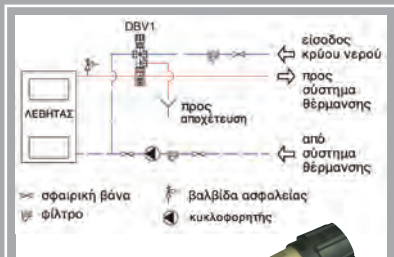 DBV1
είσοδος
κρύου νερού
προς
σύστημα
θέρμανσης
ΛΕΒΗΤΑΣ
προς
αποχέτευση
από
σύστημα
θέρμανσης
σφαιρική βάνα
βαλβίδα ασφαλείας
φίλτρο
κυκλοφορητής